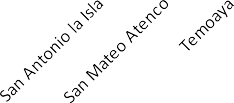 San Antonio la Isla
San Mateo Atenco
Temoaya